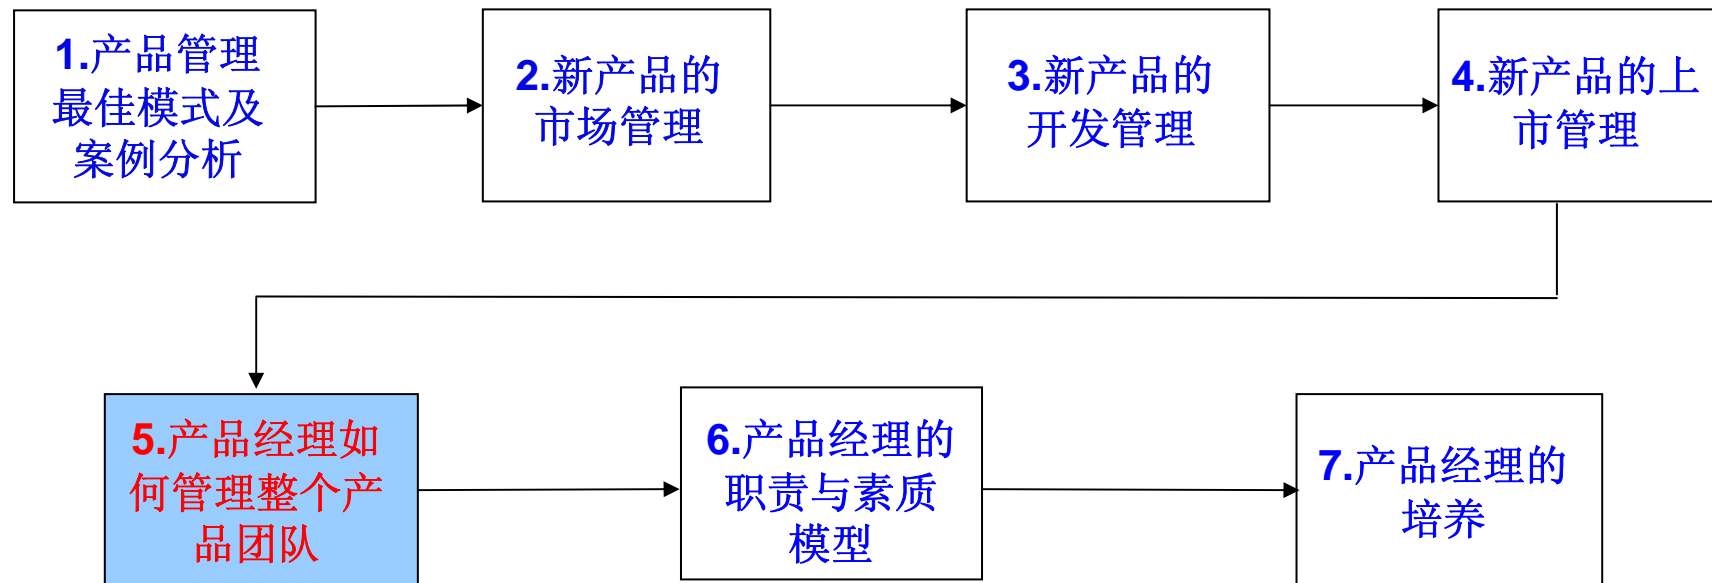 1.产品管理
最佳模式及
案例分析
2.新产品的
市场管理
3.新产品的
开发管理
4.新产品的上
市管理
5.产品经理如
何管理整个产
品团队
6.产品经理的
职责与素质
模型
7.产品经理的
培养